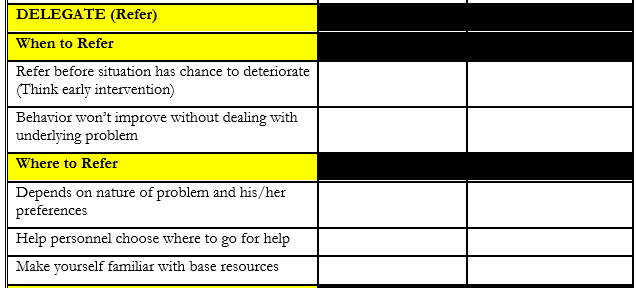 DELEGATE (Refer)
When to Refer
Refer before situation has chance to deteriorate
(Think early intervention)
Behavior won't improve without dealing with
underlying problem
Where to Refer
Depends on nature of problem and his/her
preferences
Help personnel choose where to go for help
Make yourself familiar with base resources